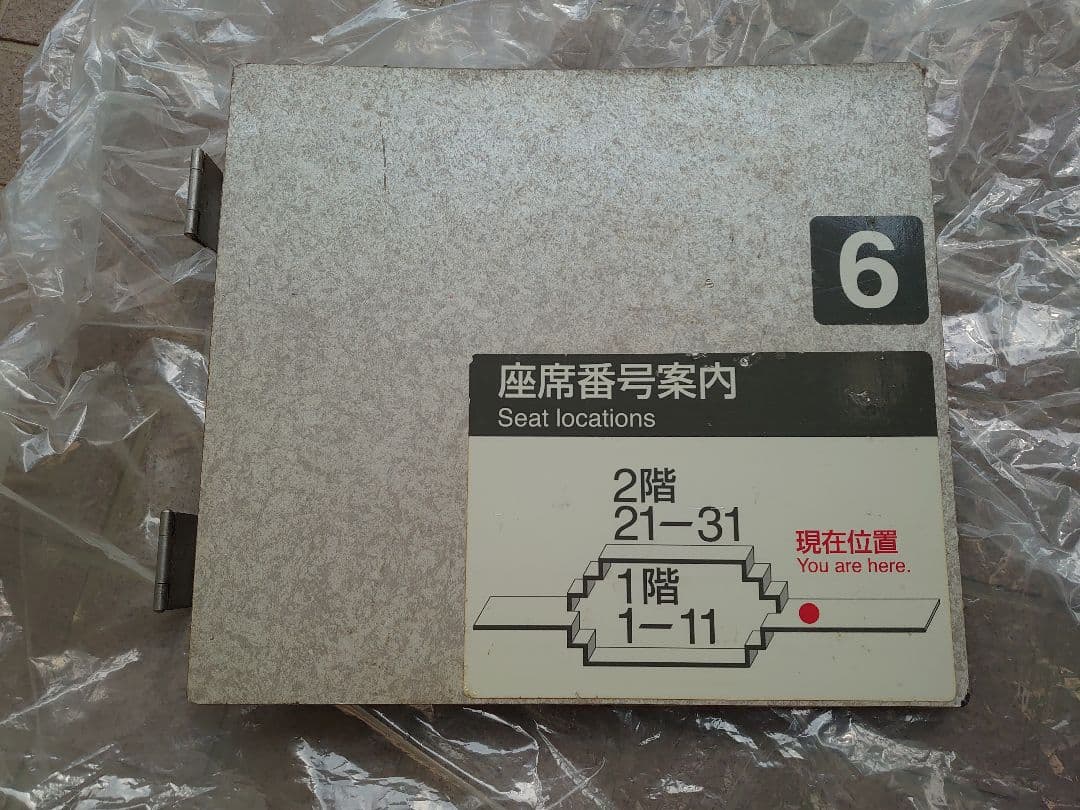 6
座席番号案内
Seat locations
2階
21−31
現在位置
You are here.
1階
1−11